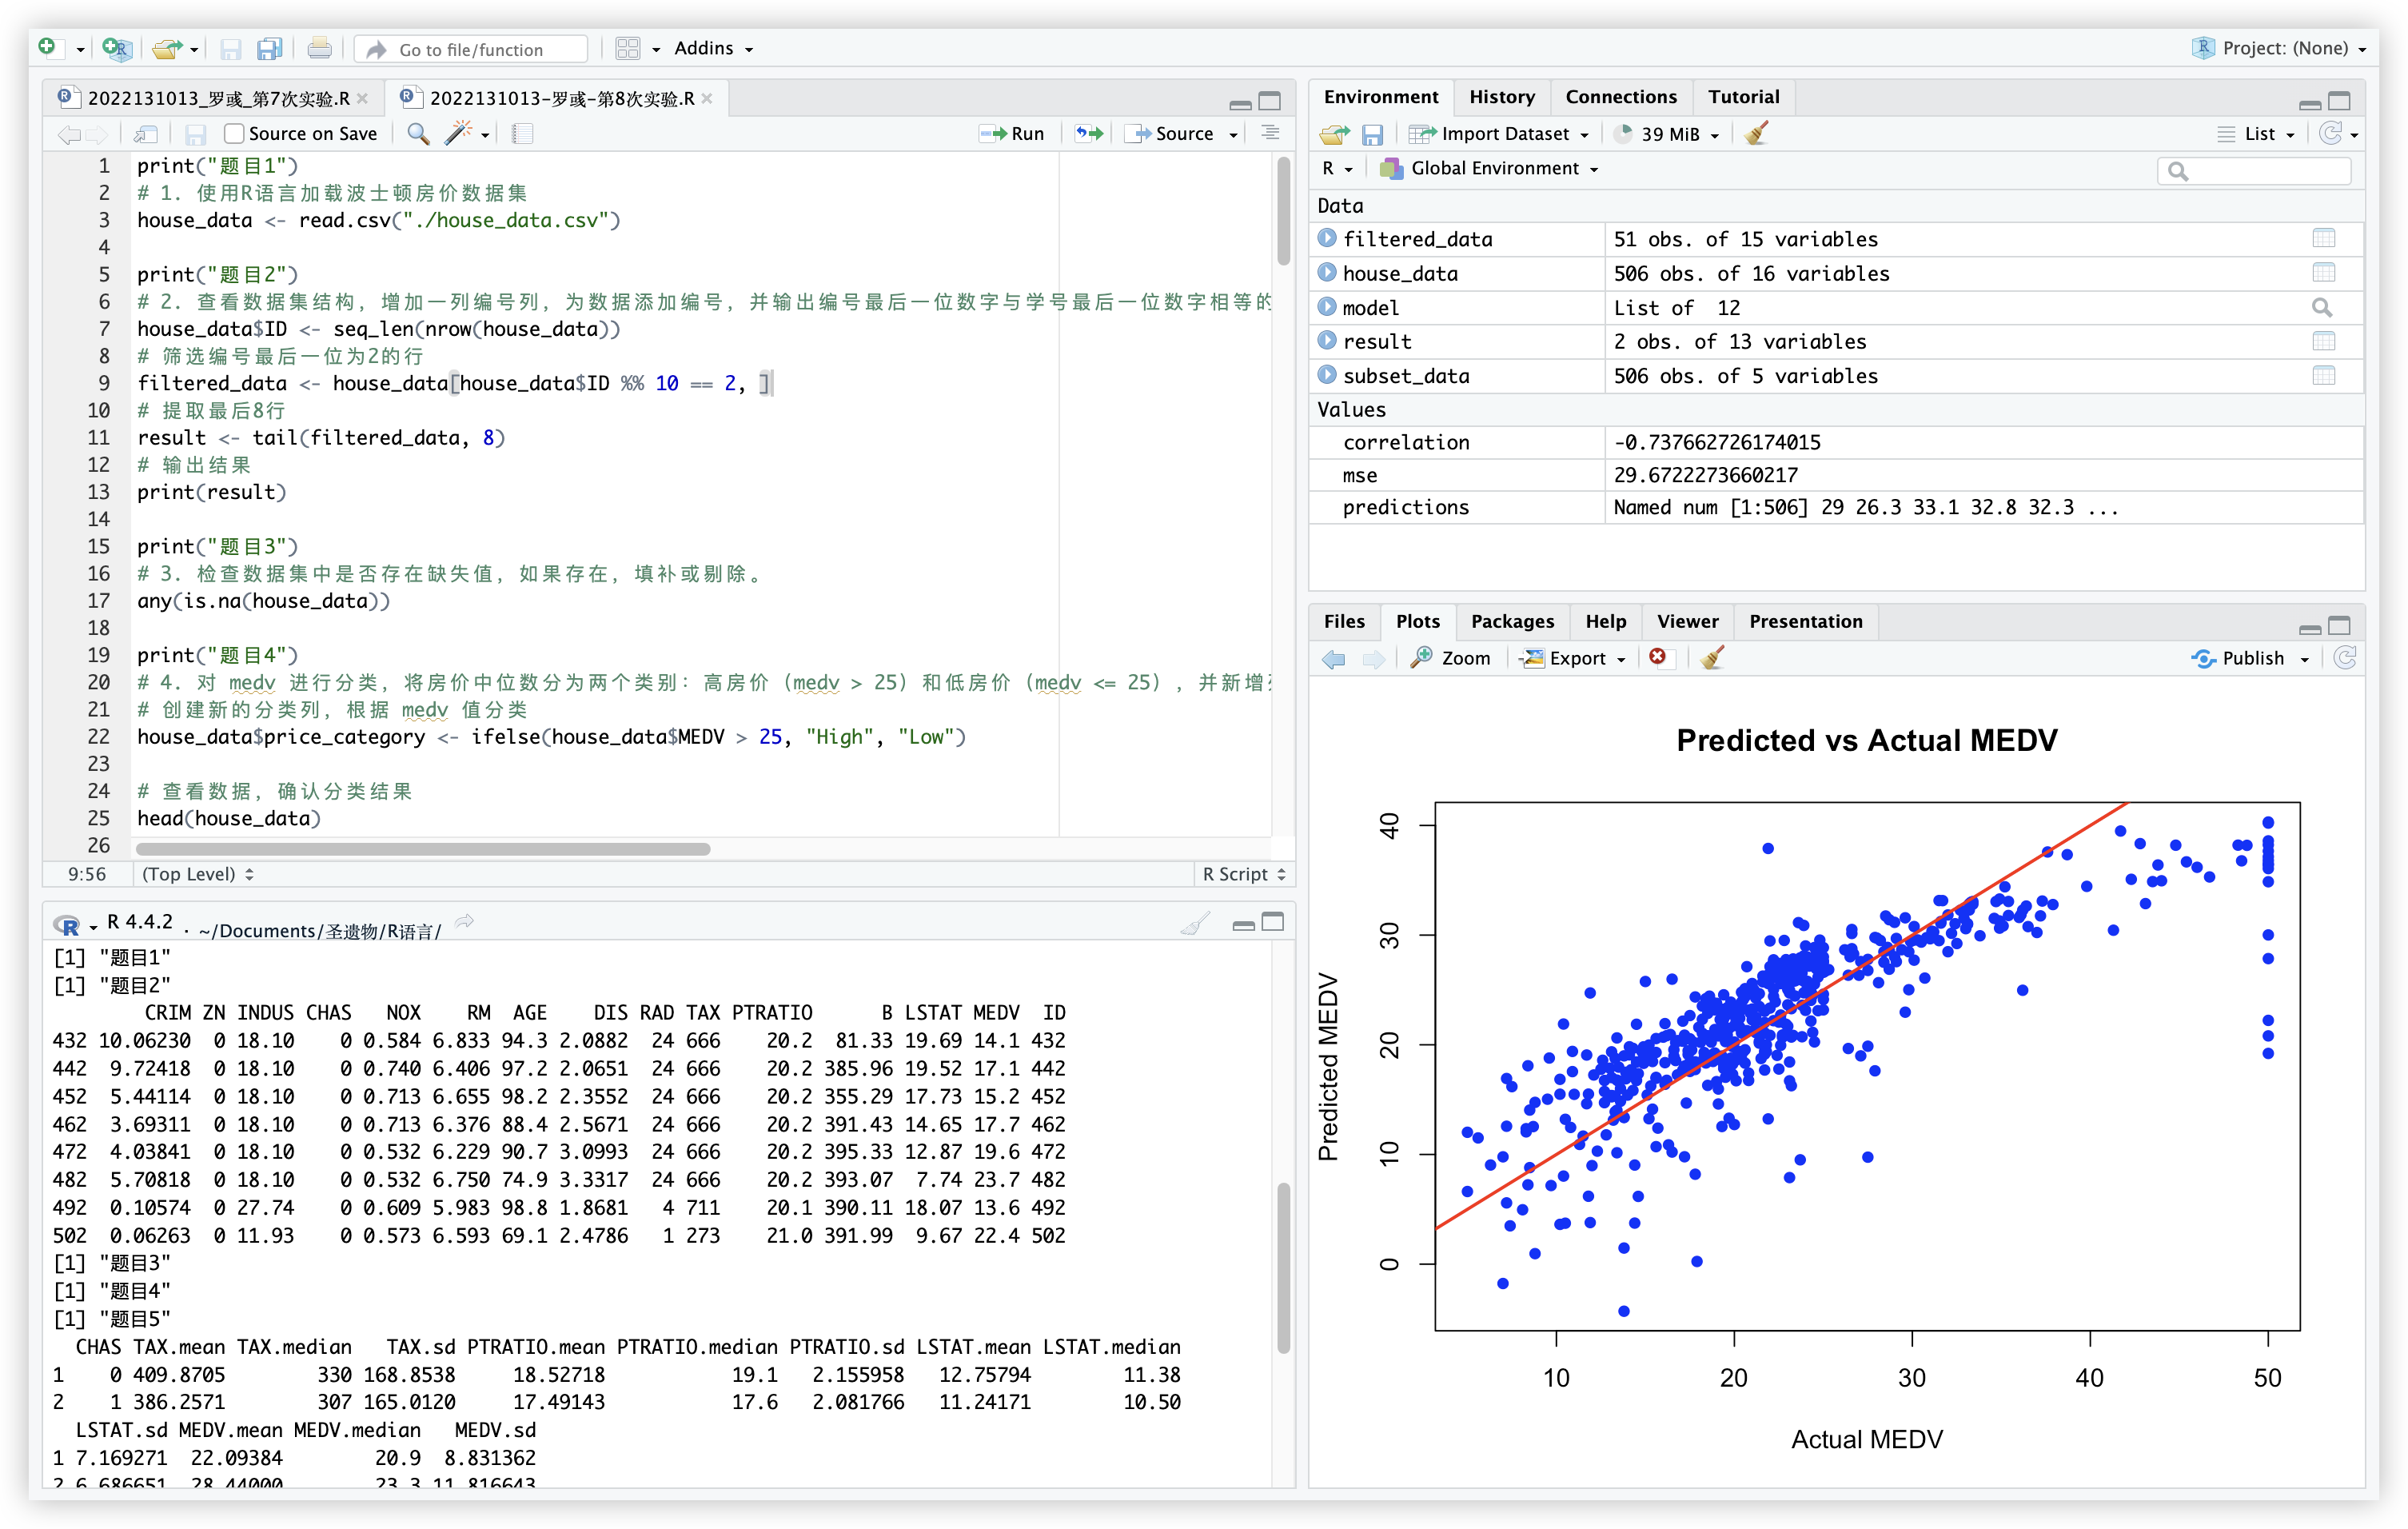 Go to file/function
Addins
Project: (None)
2022131013_罗彧_第7次实验.R
2022131013-罗彧-第8次实验.R
Source on Save
Run
Source
1 print("题目1")
2 # 1. 使用R语言加载波士顿房价数据集
3 house_data <- read.csv("./house_data.csv")
4
5 print("题目2")
6 # 2. 查看数据集结构，增加一列编号列，为数据添加编号，并输出编号最后一位数字与学号最后一位数字相等的
7 house_data$ID <- seq_len(nrow(house_data))
8 # 筛选编号最后一位为2的行
9 filtered_data <- house_data[house_data$ID %% 10 == 2, ]
10 # 提取最后8行
11 result <- tail(filtered_data, 8)
12 # 输出结果
13 print(result)
14
15 print("题目3")
16 # 3. 检查数据集中是否存在缺失值，如果存在，填补或剔除。
17 any(is.na(house_data))
18
19 print("题目4")
20 # 4. 对 medv 进行分类，将房价中位数分为两个类别：高房价（medv > 25）和低房价（medv <= 25），并新增
21 # 创建新的分类列，根据 medv 值分类
22 house_data$price_category <- ifelse(house_data$MEDV > 25, "High", "Low")
23
24 # 查看数据，确认分类结果
25 head(house_data)
26
9:56 (Top Level) R Script
R 4.4.2 . ~/Documents/圣遗物/R语言/
[1] "题目1"
[1] "题目2"
CRIM ZN INDUS CHAS NOX RM AGE DIS RAD TAX PTRATIO B LSTAT MEDV ID
432 10.06230 0 18.10 0 0.584 6.833 94.3 2.0882 24 666 20.2 81.33 19.69 14.1 432
442 9.72418 0 18.10 0 0.740 6.406 97.2 2.0651 24 666 20.2 385.96 19.52 17.1 442
452 5.44114 0 18.10 0 0.713 6.655 98.2 2.3552 24 666 20.2 355.29 17.73 15.2 452
462 3.69311 0 18.10 0 0.713 6.376 88.4 2.5671 24 666 20.2 391.43 14.65 17.7 462
472 4.03841 0 18.10 0 0.532 6.229 90.7 3.0993 24 666 20.2 395.33 12.87 19.6 472
482 5.70818 0 18.10 0 0.532 6.750 74.9 3.3317 24 666 20.2 393.07 7.74 23.7 482
492 0.10574 0 27.74 0 0.609 5.983 98.8 1.8681 4 711 20.1 390.11 18.07 13.6 492
502 0.06263 0 11.93 0 0.573 6.593 69.1 2.4786 1 273 21.0 391.99 9.67 22.4 502
[1] "题目3"
[1] "题目4"
[1] "题目5"
CHAS TAX.mean TAX.median TAX.sd PTRATIO.mean PTRATIO.median PTRATIO.sd LSTAT.mean LSTAT.median
1 0 409.8705 330 168.8538 18.52718 19.1 2.155958 12.75794 11.38
2 1 386.2571 307 165.0120 17.49143 17.6 2.081766 11.24171 10.50
LSTAT.sd MEDV.mean MEDV.median MEDV.sd
1 7.169271 22.09384 20.9 8.831362
2 6.686651 28.44000 23.3 11.816643
Environment History Connections Tutorial
Import Dataset 39 MiB List
R Global Environment
Data
filtered_data 51 obs. of 15 variables
house_data 506 obs. of 16 variables
model List of 12
result 2 obs. of 13 variables
subset_data 506 obs. of 5 variables
Values
correlation -0.737662726174015
mse 29.6722273660217
predictions Named num [1:506] 29 26.3 33.1 32.8 32.3 ...
Files Plots Packages Help Viewer Presentation
Zoom Export Publish
Predicted vs Actual MEDV
Predicted MEDV
40
30
20
10
0
10 20 30 40 50
Actual MEDV